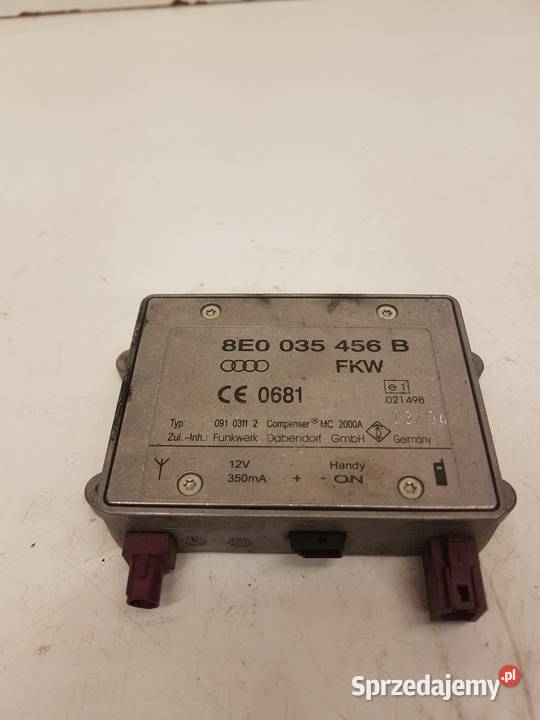 8E0 035 456 B
FKW
CE 0681
e 1
021498
23/04
Typ: 091 0311 2 Compenser® MC 2000A
Zul.-Inh.: Funkwerk Dabendorf GmbH Germany
12V Handy
350mA + - ON
Sprzedajemy.pl